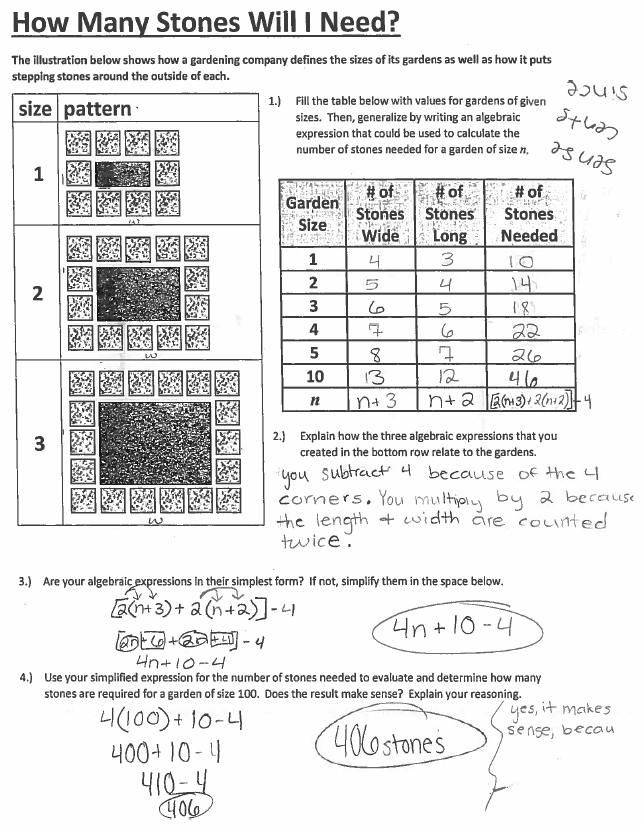 How Many Stones Will I Need?
The illustration below shows how a gardening company defines the sizes of its gardens as well as how it puts
stepping stones around the outside of each.
size pattern
1
2
3
w
w
w
1.) Fill the table below with values for gardens of given
sizes. Then, generalize by writing an algebraic
expression that could be used to calculate the
number of stones needed for a garden of size n.
since
Garden Size # of Stones Wide # of Stones Long # of Stones Needed
1 4 3 10
2 5 4 14
3 6 5 18
4 7 6 22
5 8 7 26
10 13 12 46
n n+3 n+2 [2(n+3)+2(n+2)]-4
2.) Explain how the three algebraic expressions that you
created in the bottom row relate to the gardens.
you subtract 4 because of the 4
corners. You multiply by 2 because
the length + width are counted
twice.
3.) Are your algebraic expressions in their simplest form? If not, simplify them in the space below.
[2(n+3) + 2(n+2)]-4
[2n+6 + 2n+4] - 4
4n+10-4
4n+10-4
4.) Use your simplified expression for the number of stones needed to evaluate and determine how many
stones are required for a garden of size 100. Does the result make sense? Explain your reasoning.
4(100)+10-4
400+10-4
410-4
406
406 stones
yes, it makes
sense, becau